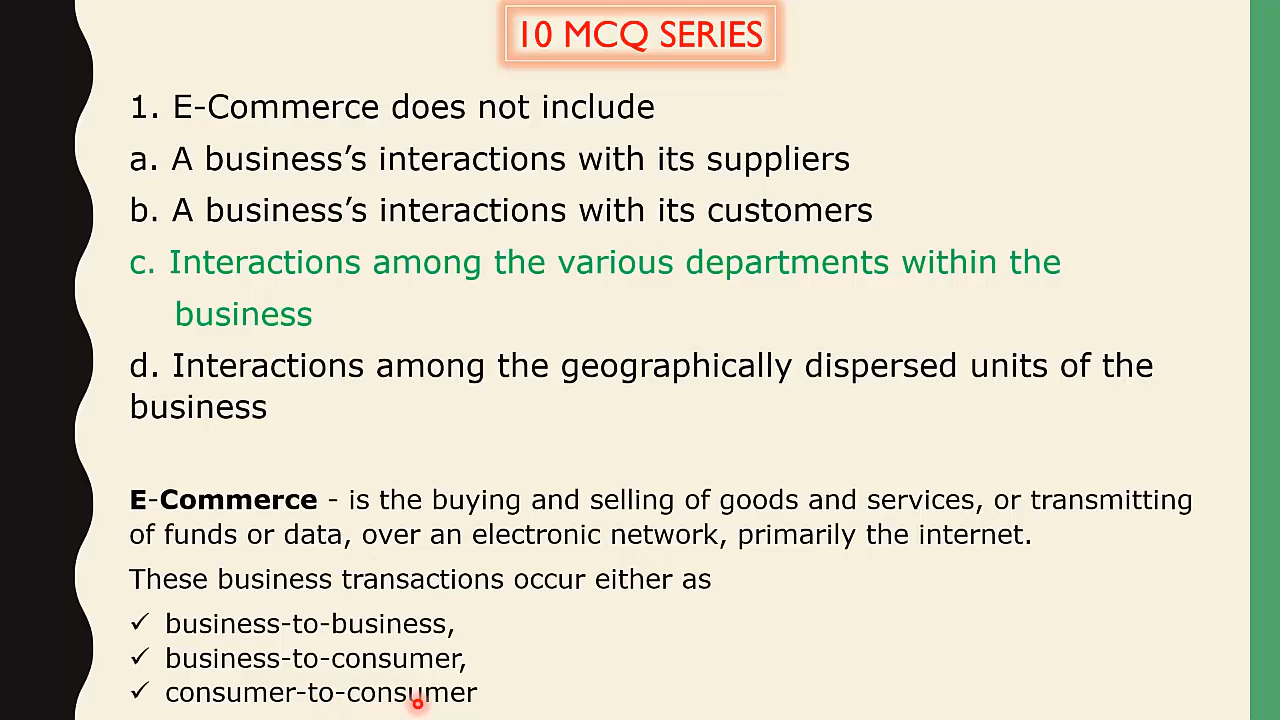 10 MCQ SERIES
1. E-Commerce does not include
a. A business’s interactions with its suppliers
b. A business’s interactions with its customers
c. Interactions among the various departments within the
business
d. Interactions among the geographically dispersed units of the
business
E-Commerce - is the buying and selling of goods and services, or transmitting
of funds or data, over an electronic network, primarily the internet.
These business transactions occur either as
✓ business-to-business,
✓ business-to-consumer,
✓ consumer-to-consumer